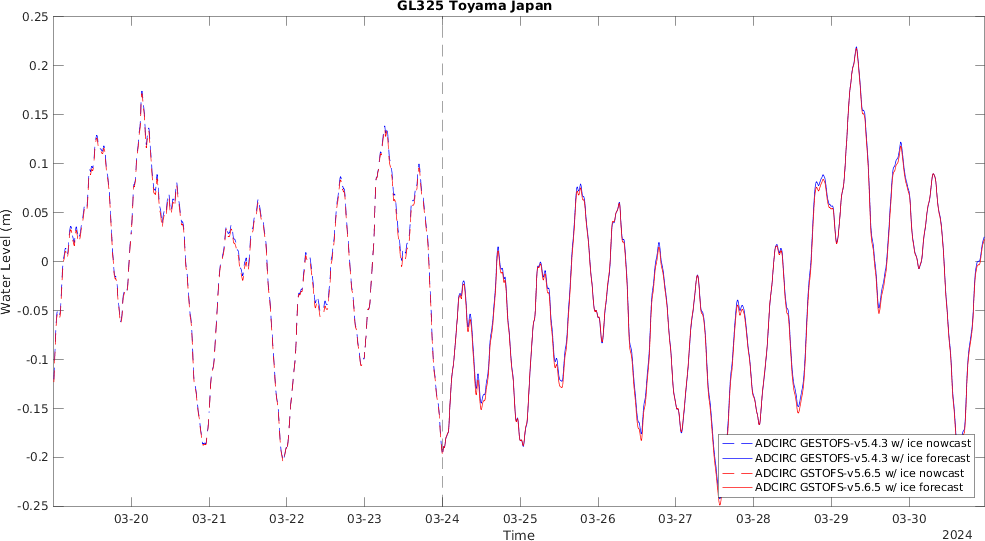 GL325 Toyama Japan
0.25
0.2
0.15
0.1
0.05
0
-0.05
-0.1
-0.15
-0.2
-0.25
Water Level (m)
ADCIRC GESTOFS-v5.4.3 w/ ice nowcast
ADCIRC GESTOFS-v5.4.3 w/ ice forecast
ADCIRC GSTOFS-v5.6.5 w/ ice nowcast
ADCIRC GSTOFS-v5.6.5 w/ ice forecast
03-20 03-21 03-22 03-23 03-24 03-25 03-26 03-27 03-28 03-29 03-30
Time
2024